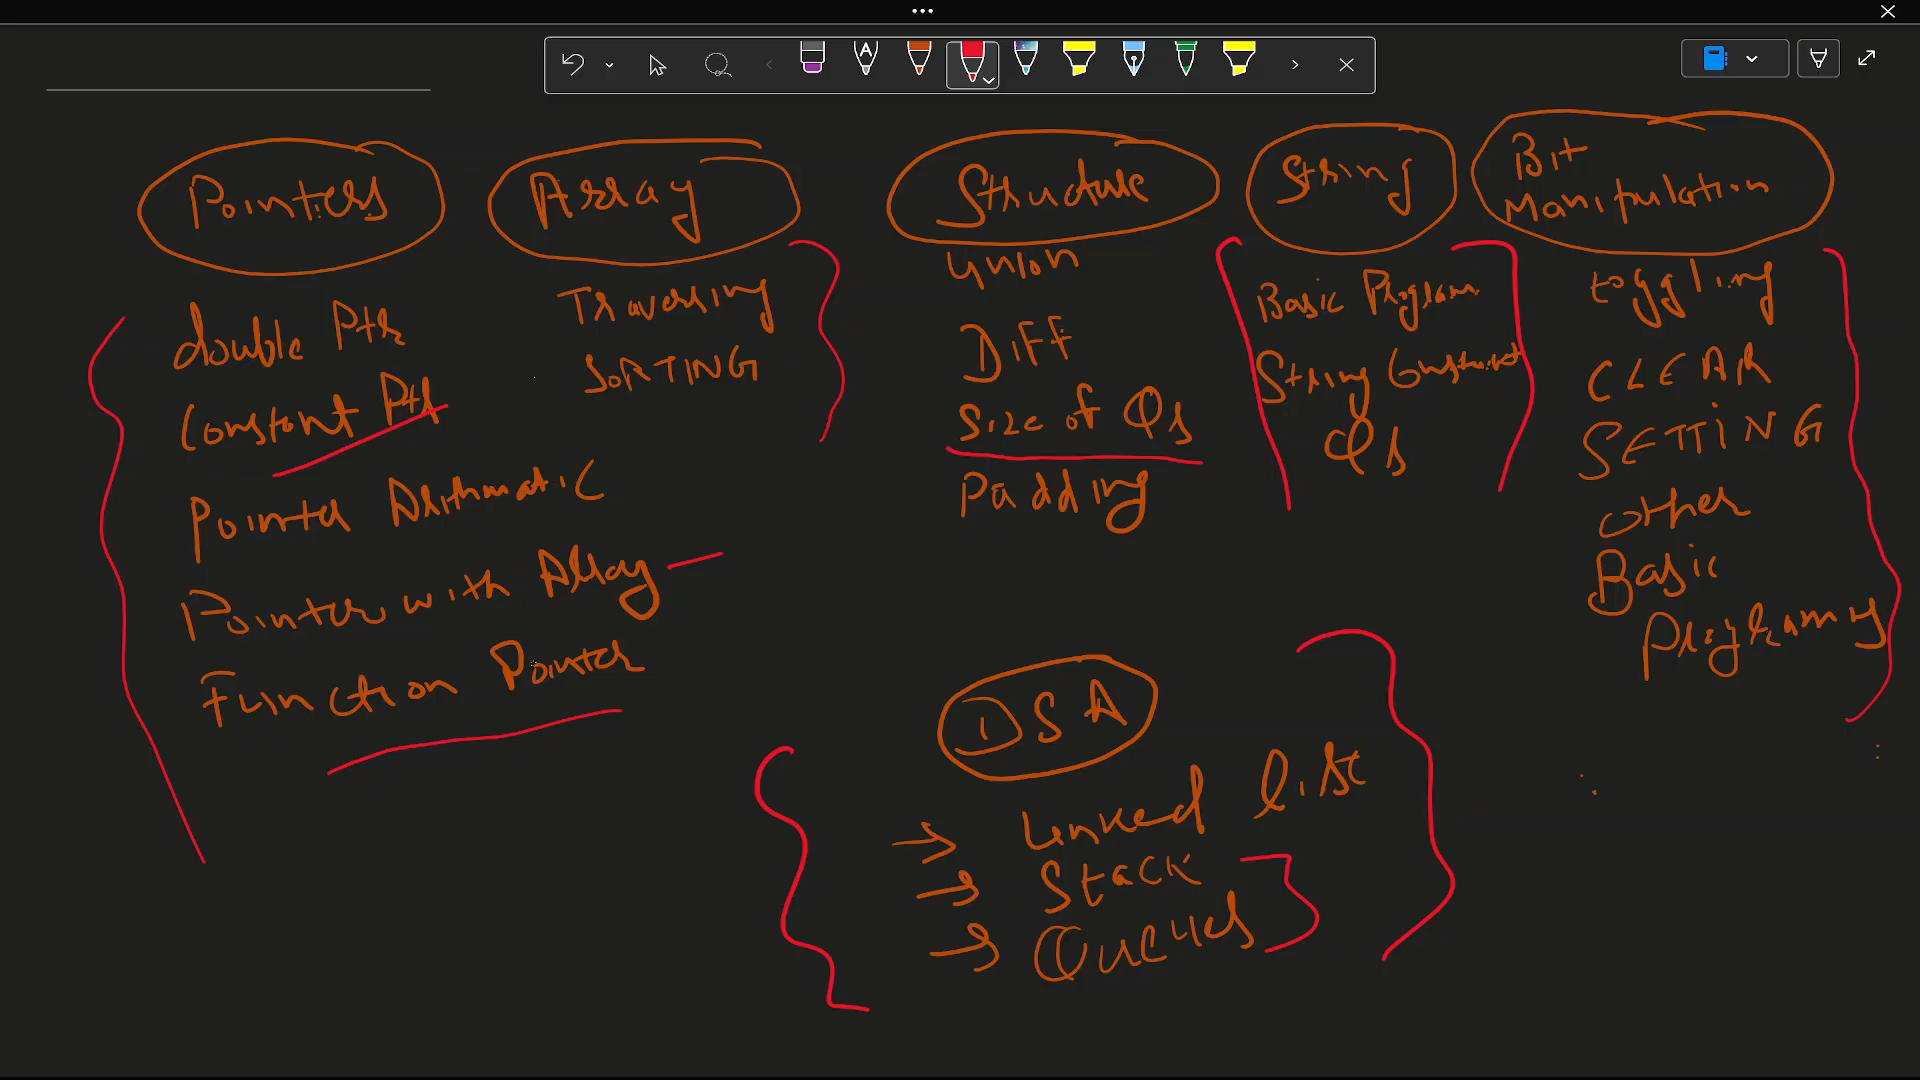 Pointers
double Ptr
Constant Ptr
Pointer Arithmatic
Pointer with Array
Function Pointer
Array
Traversing
SORTING
Structure
Union
Diff
Size of Qs
Padding
String
Basic Program
String
Qs
Bit
Manipulation
toggling
CLEAR
SETTING
other
Basic
DSA
Linked list
Stack
Queues